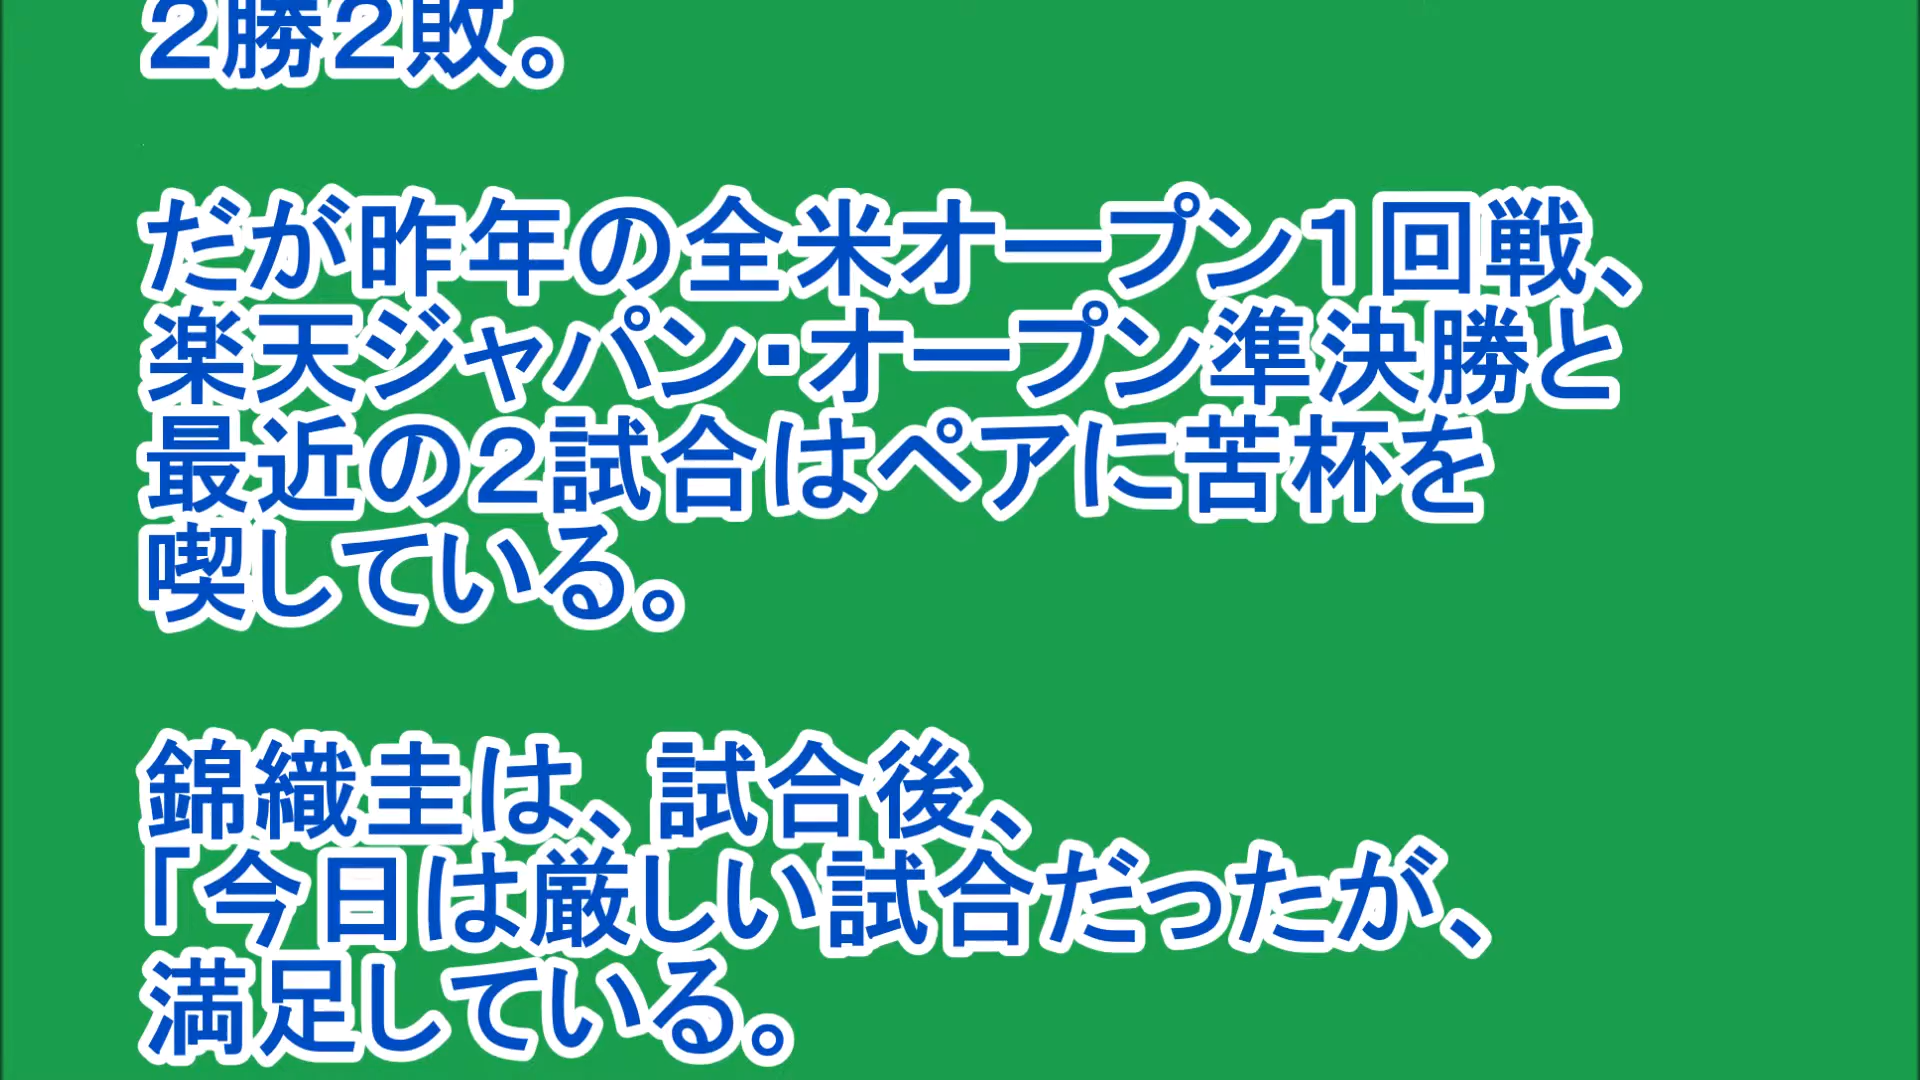 ２勝２敗。
だが昨年の全米オープン１回戦、
楽天ジャパン・オープン準決勝と
最近の２試合はペアに苦杯を
喫している。
錦織圭は、試合後、
「今日は厳しい試合だったが、
満足している。